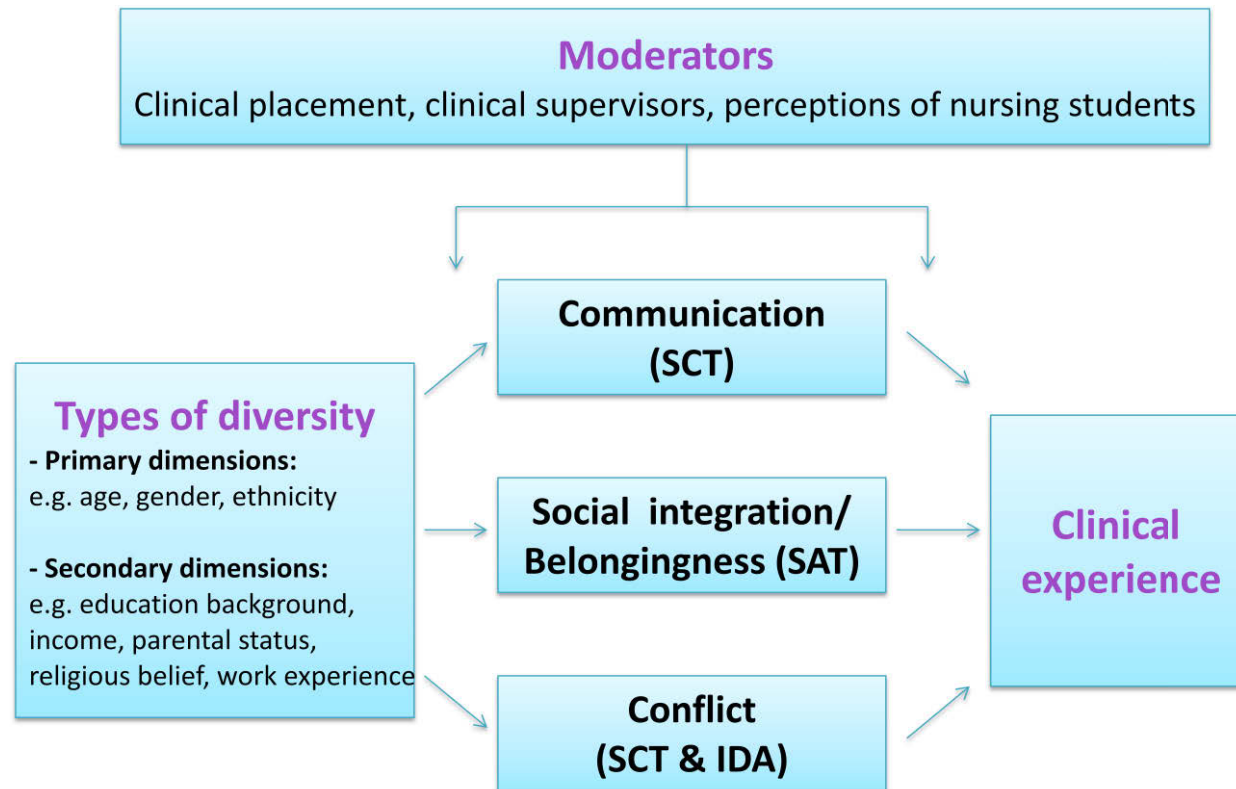 Moderators
Clinical placement, clinical supervisors, perceptions of nursing students
Communication
(SCT)
Types of diversity
- Primary dimensions:
e.g. age, gender, ethnicity
- Secondary dimensions:
e.g. education background,
income, parental status,
religious belief, work experience
Social integration/
Belongingness (SAT)
Conflict
(SCT & IDA)
Clinical
experience